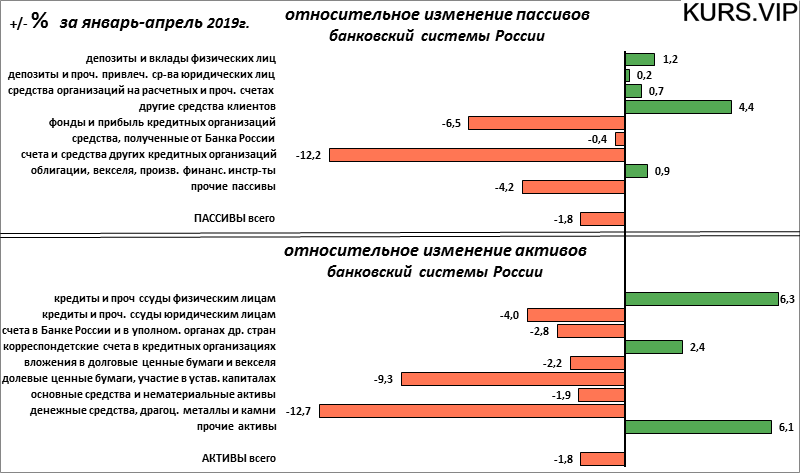 +/- % за январь-апрель 2019г.
относительное изменение пассивов
банковский системы России
KURS.VIP
депозиты и вклады физических лиц 1,2
депозиты и проч. привлеч. ср-ва юридических лиц 0,2
средства организаций на расчетных и проч. счетах 0,7
другие средства клиентов 4,4
фонды и прибыль кредитных организаций -6,5
средства, полученные от Банка России -0,4
счета и средства других кредитных организаций -12,2
облигации, векселя, произв. финанс. инстр-ты 0,9
прочие пассивы -4,2
ПАССИВЫ всего -1,8
относительное изменение активов
банковский системы России
кредиты и проч ссуды физическим лицам 6,3
кредиты и проч. ссуды юридическим лицам -4,0
счета в Банке России и в уполном. органах др. стран -2,8
корреспондетские счета в кредитных организациях 2,4
вложения в долговые ценные бумаги и векселя -2,2
долевые ценные бумаги, участие в устав. капиталах -9,3
основные средства и нематериальные активы -1,9
денежные средства, драгоц. металлы и камни -12,7
прочие активы 6,1
АКТИВЫ всего -1,8